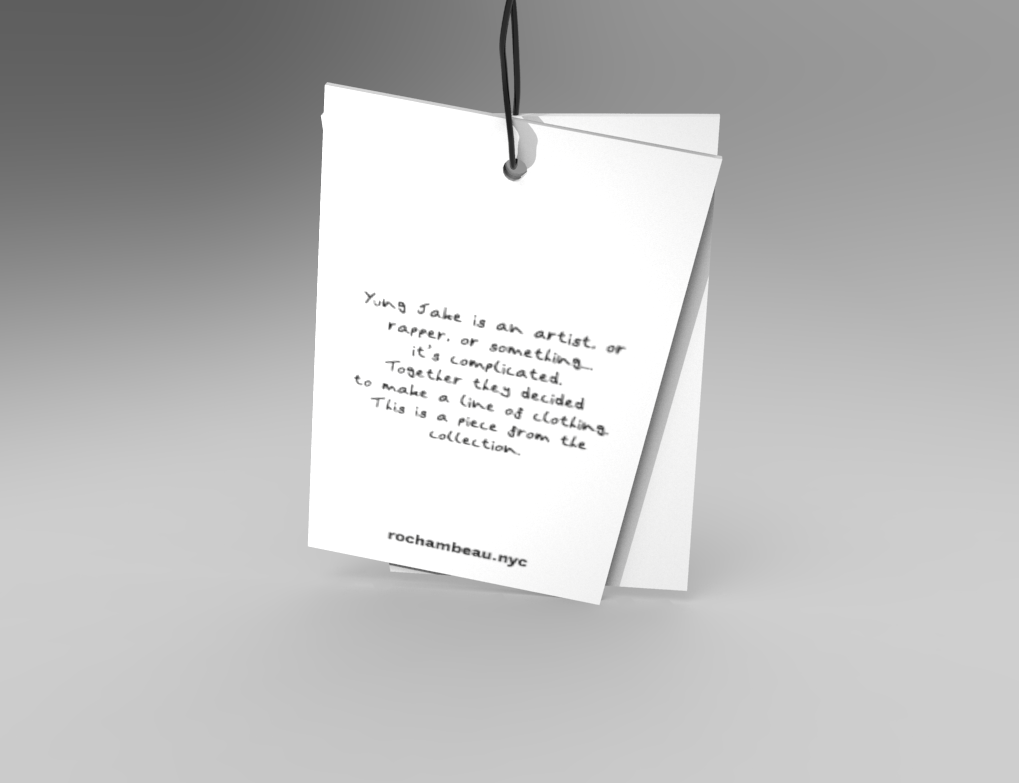 Yung Jake is an artist. or
rapper. or something...
it's complicated.
Together they decided
to make a line of clothing
This is a piece from the
collection.
rochambeau.nyc